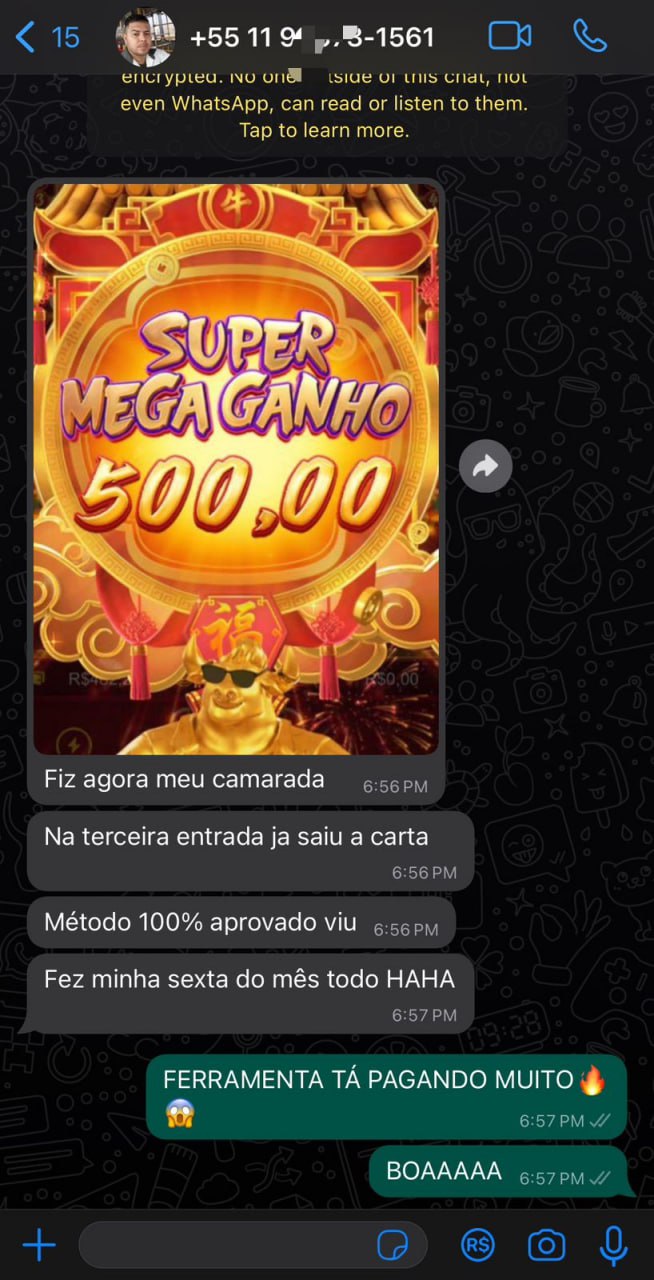 15
+55 11 9 3-1561
encrypted. No one tside of this chat, not
even WhatsApp, can read or listen to them.
Tap to learn more.
牛
SUPER
MEGA GANHO
500,00
福
R$0,00
Fiz agora meu camarada
6:56 PM
Na terceira entrada ja saiu a carta
6:56 PM
Método 100% aprovado viu
6:56 PM
Fez minha sexta do mês todo HAHA
6:57 PM
FERRAMENTA TÁ PAGANDO MUITO🔥
😱
6:57 PM
BOAAAAA
6:57 PM
R$